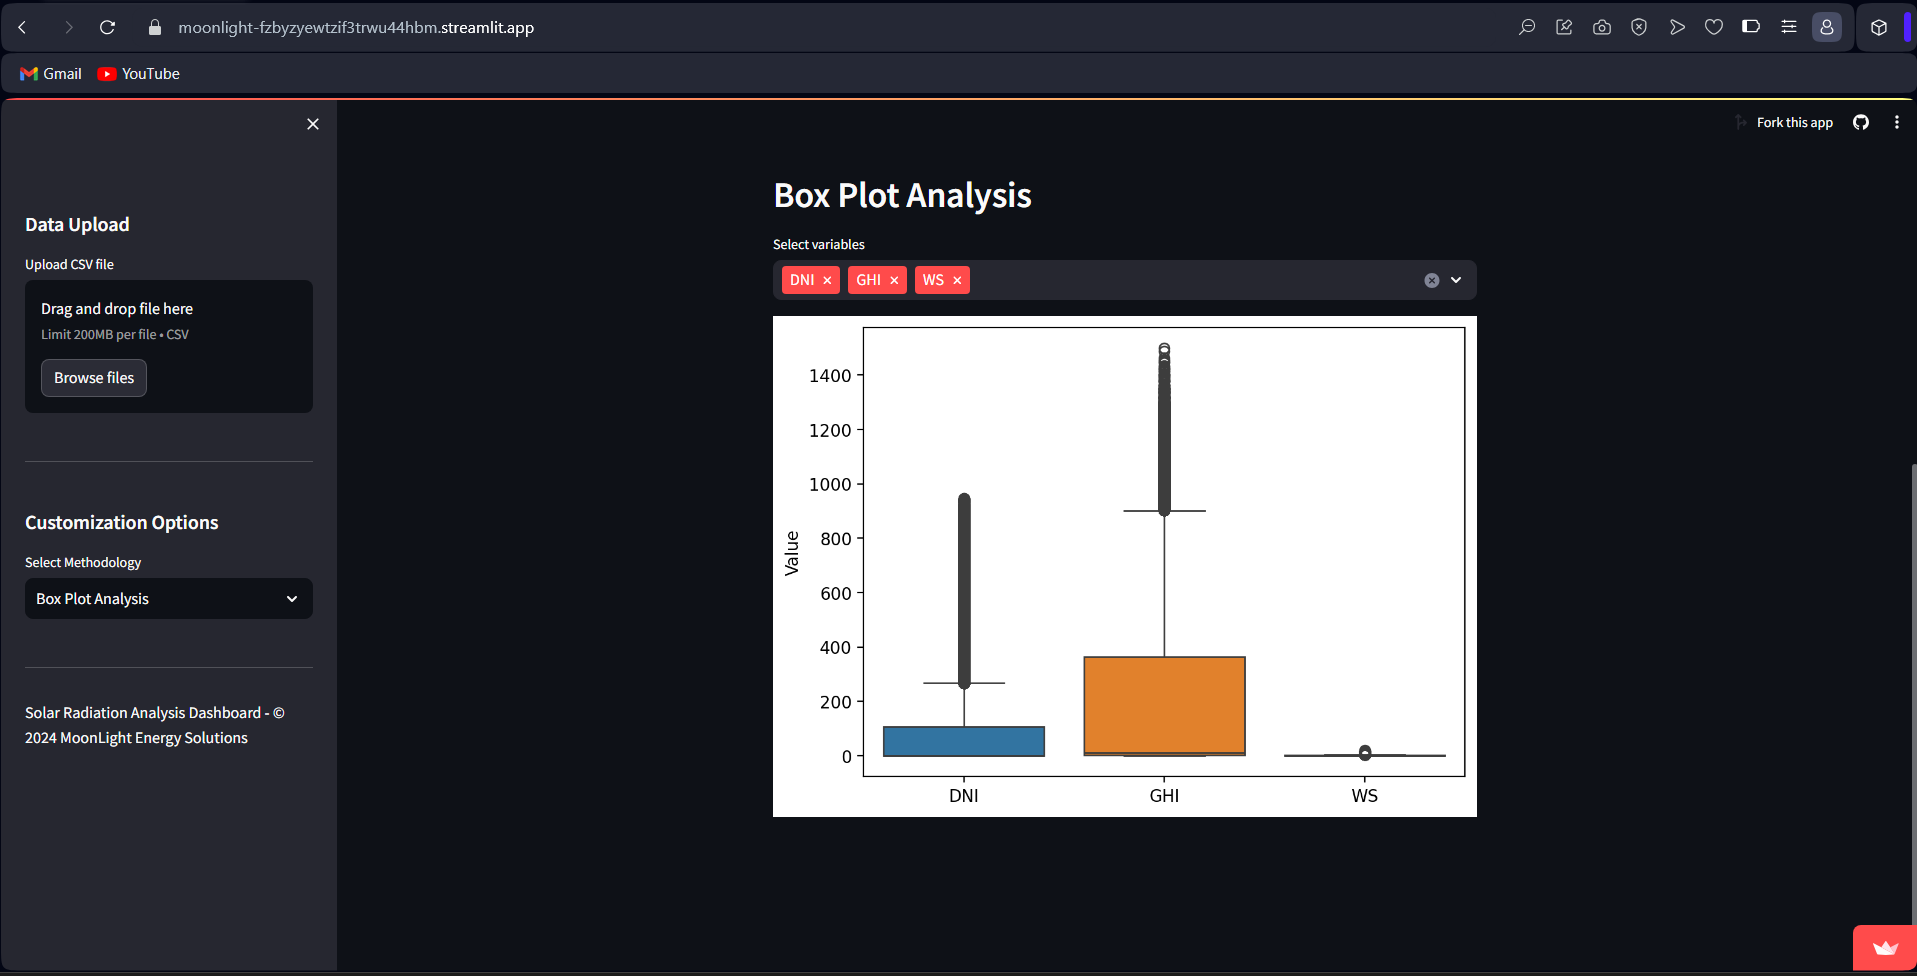 moonlight-fzbyzyewtzif3trwu44hbm.streamlit.app
Gmail
YouTube
Fork this app
Data Upload
Upload CSV file
Drag and drop file here
Limit 200MB per file • CSV
Browse files
Customization Options
Select Methodology
Box Plot Analysis
Solar Radiation Analysis Dashboard - ©
2024 MoonLight Energy Solutions
Box Plot Analysis
Select variables
DNI
GHI
WS
1400
1200
1000
800
600
400
200
0
Value
DNI
GHI
WS